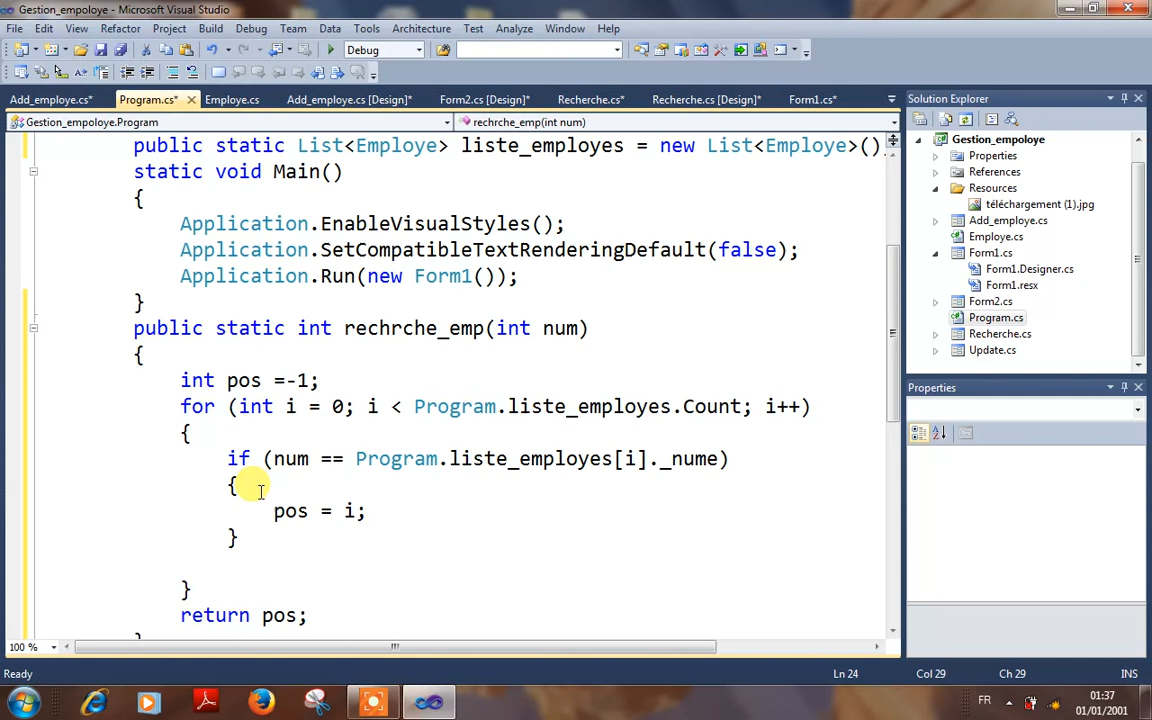 Gestion_empoloye - Microsoft Visual Studio
File Edit View Refactor Project Build Debug Team Data Tools Architecture Test Analyze Window Help
Debug
Add_employe.cs* Program.cs* Employe.cs Add_employe.cs [Design]* Form2.cs [Design]* Recherche.cs* Recherche.cs [Design]* Form1.cs*
Gestion_empoloye.Program rechrche_emp(int num)
public static List<Employe> liste_employes = new List<Employe>()
static void Main()
{
Application.EnableVisualStyles();
Application.SetCompatibleTextRenderingDefault(false);
Application.Run(new Form1());
}
public static int rechrche_emp(int num)
{
int pos =-1;
for (int i = 0; i < Program.liste_employes.Count; i++)
{
if (num == Program.liste_employes[i]._nume)
{
pos = i;
}
}
return pos;
100 %
Solution Explorer
Gestion_empoloye
Properties
References
Resources
téléchargement (1).jpg
Add_employe.cs
Employe.cs
Form1.cs
Form1.Designer.cs
Form1.resx
Form2.cs
Program.cs
Recherche.cs
Update.cs
Properties
Ready Ln 24 Col 29 Ch 29 INS
FR 01:37
01/01/2001